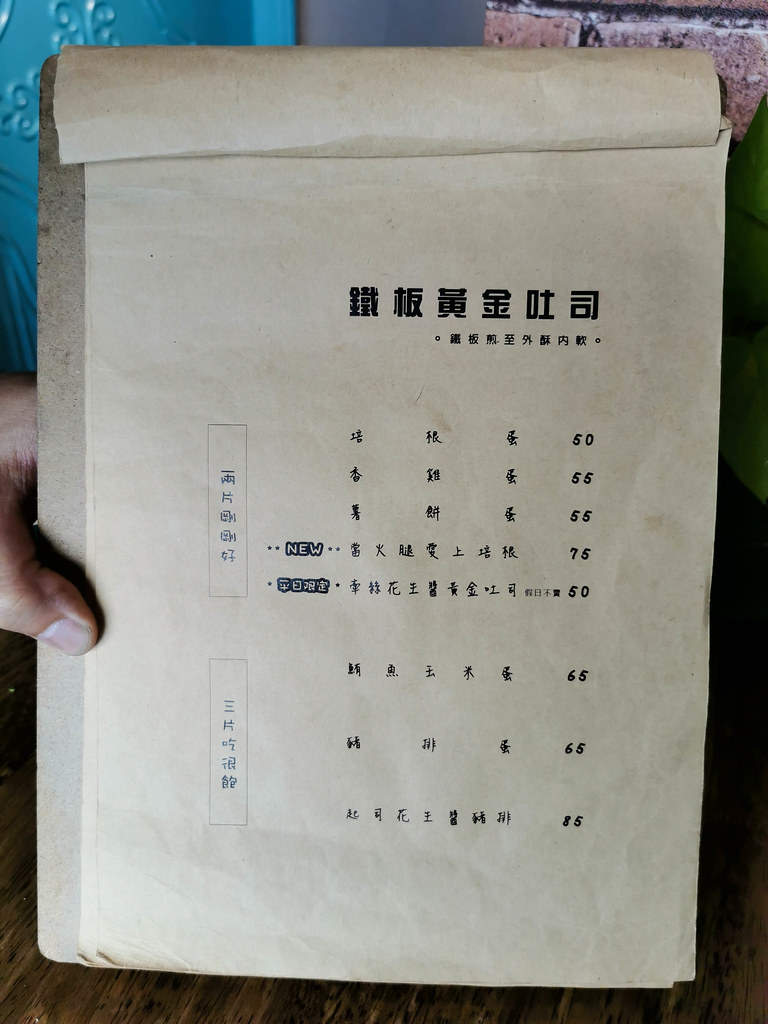 鐵板黃金吐司
。鐵板煎至外酥内軟。
兩片剛剛好
培根蛋 50
香雞蛋 55
薯餅蛋 55
**NEW** 當火腿愛上培根 75
*平日限定* 牽絲花生醬黃金吐司 假日不賣 50
三片吃很飽
鮪魚玉米蛋 65
豬排蛋 65
起司花生醬豬排 85